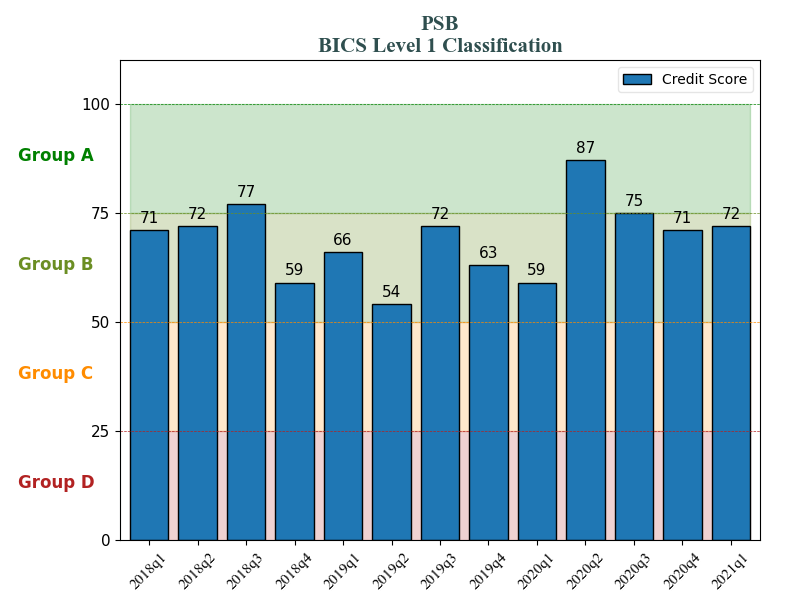 PSB
BICS Level 1 Classification
Credit Score
100
Group A
87
77
75
75
72
72
72
71
71
66
Group B
63
59
59
54
50
Group C
25
Group D
0
2018q1
2018q2
2018q3
2018q4
2019q1
2019q2
2019q3
2019q4
2020q1
2020q2
2020q3
2020q4
2021q1